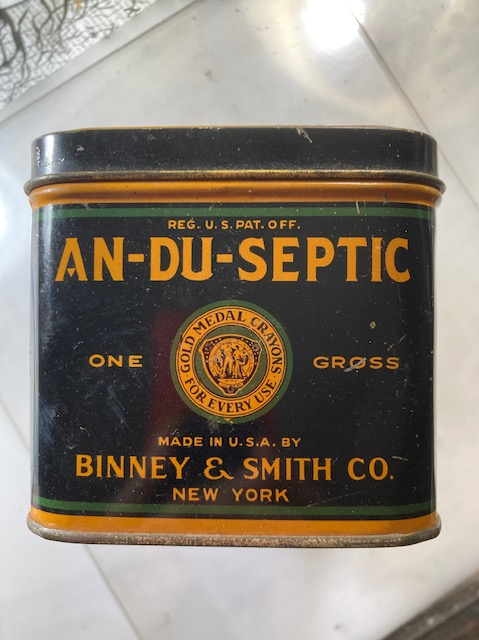 REG. U.S. PAT. OFF.
AN-DU-SEPTIC
GOLD MEDAL CRAYONS
FOR EVERY USE
ONE GROSS
MADE IN U.S.A. BY
BINNEY & SMITH CO.
NEW YORK